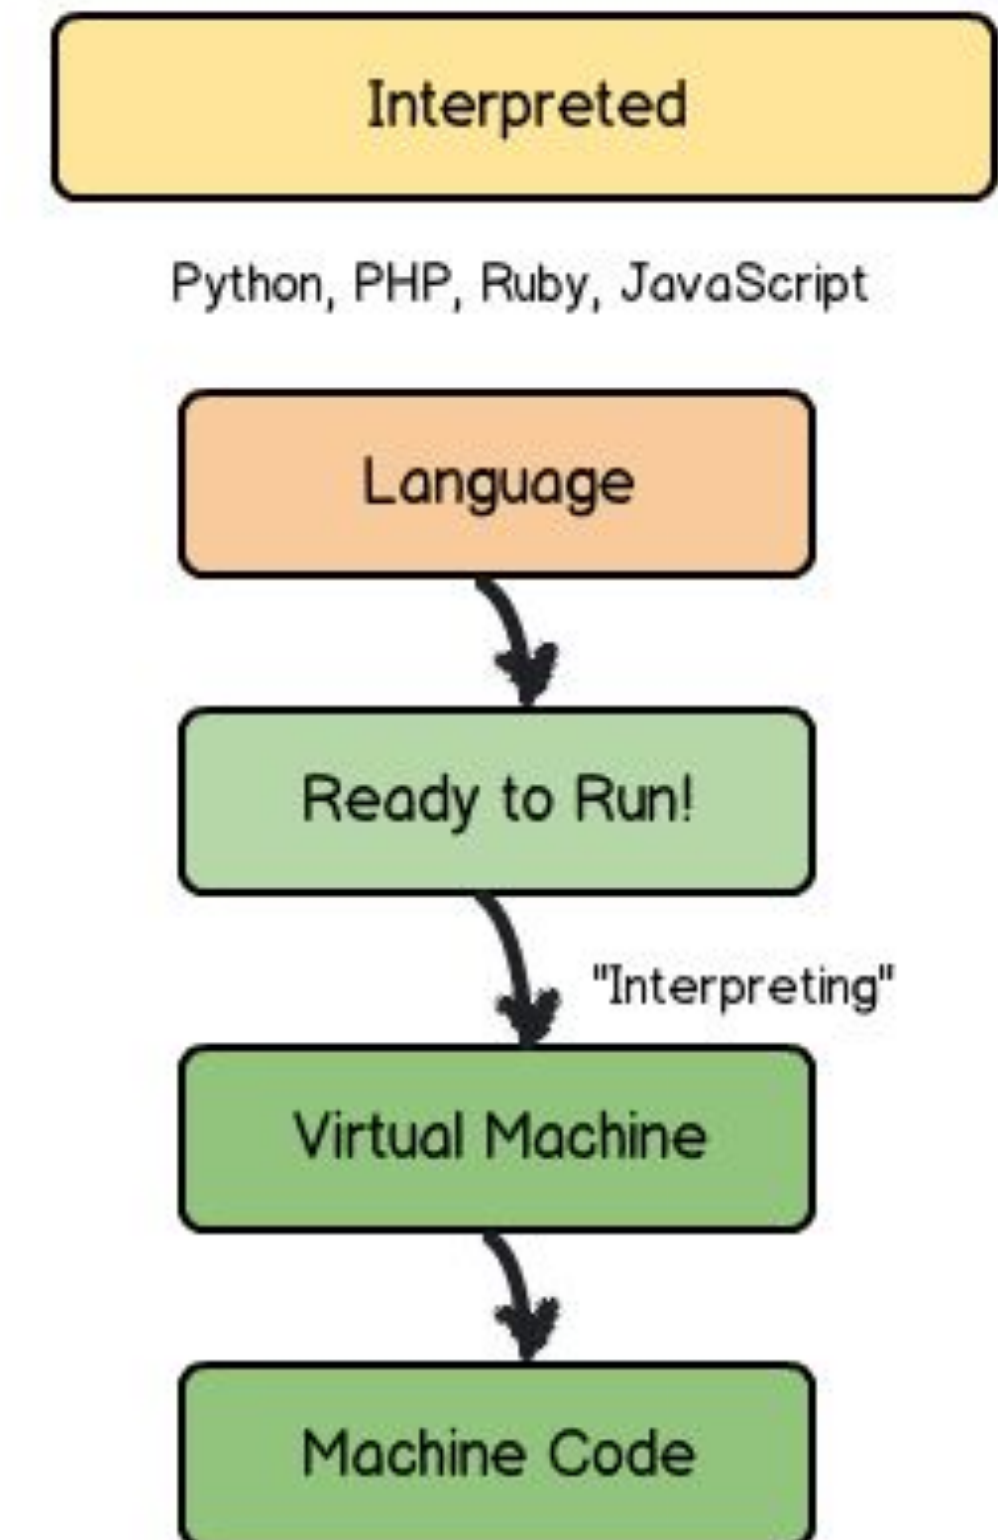 Interpreted
Python, PHP, Ruby, JavaScript
Language
Ready to Run!
"Interpreting"
Virtual Machine
Machine Code